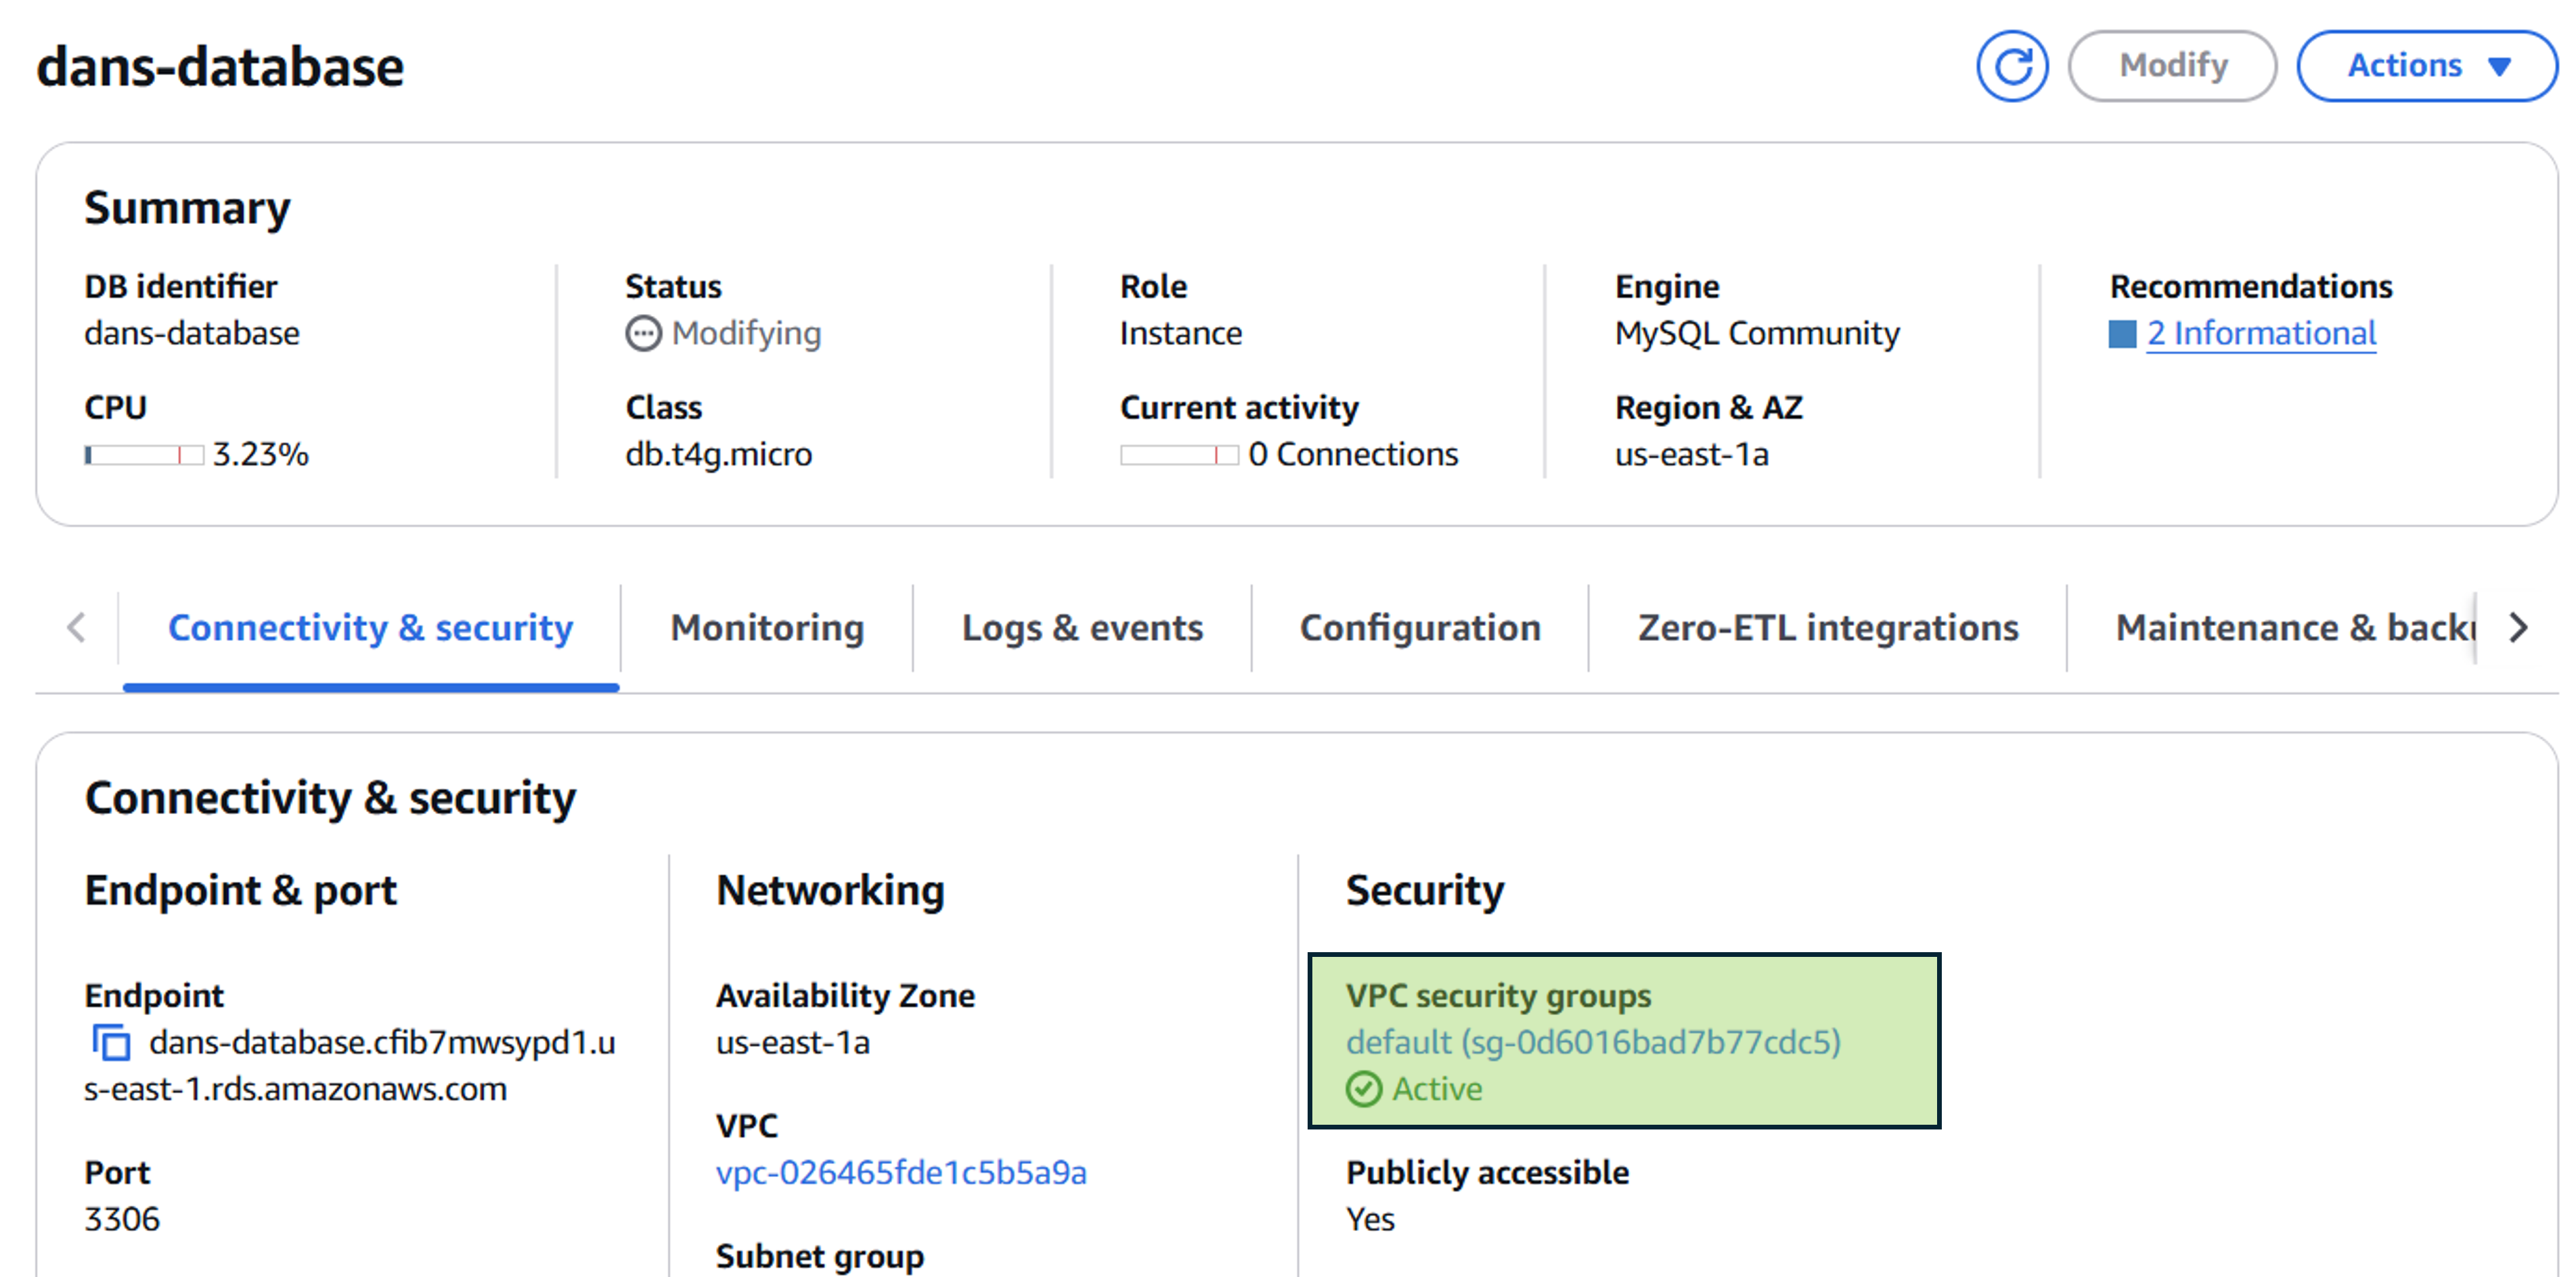 dans-database
Modify
Actions
Summary
DB identifier
dans-database
Status
Modifying
Role
Instance
Engine
MySQL Community
Recommendations
2 Informational
CPU
3.23%
Class
db.t4g.micro
Current activity
0 Connections
Region & AZ
us-east-1a
Connectivity & security
Monitoring
Logs & events
Configuration
Zero-ETL integrations
Maintenance & back
Connectivity & security
Endpoint & port
Endpoint
dans-database.cfib7mwsypd1.u
s-east-1.rds.amazonaws.com
Port
3306
Networking
Availability Zone
us-east-1a
VPC
vpc-026465fde1c5b5a9a
Subnet group
Security
VPC security groups
default (sg-0d6016bad7b77cdc5)
Active
Publicly accessible
Yes